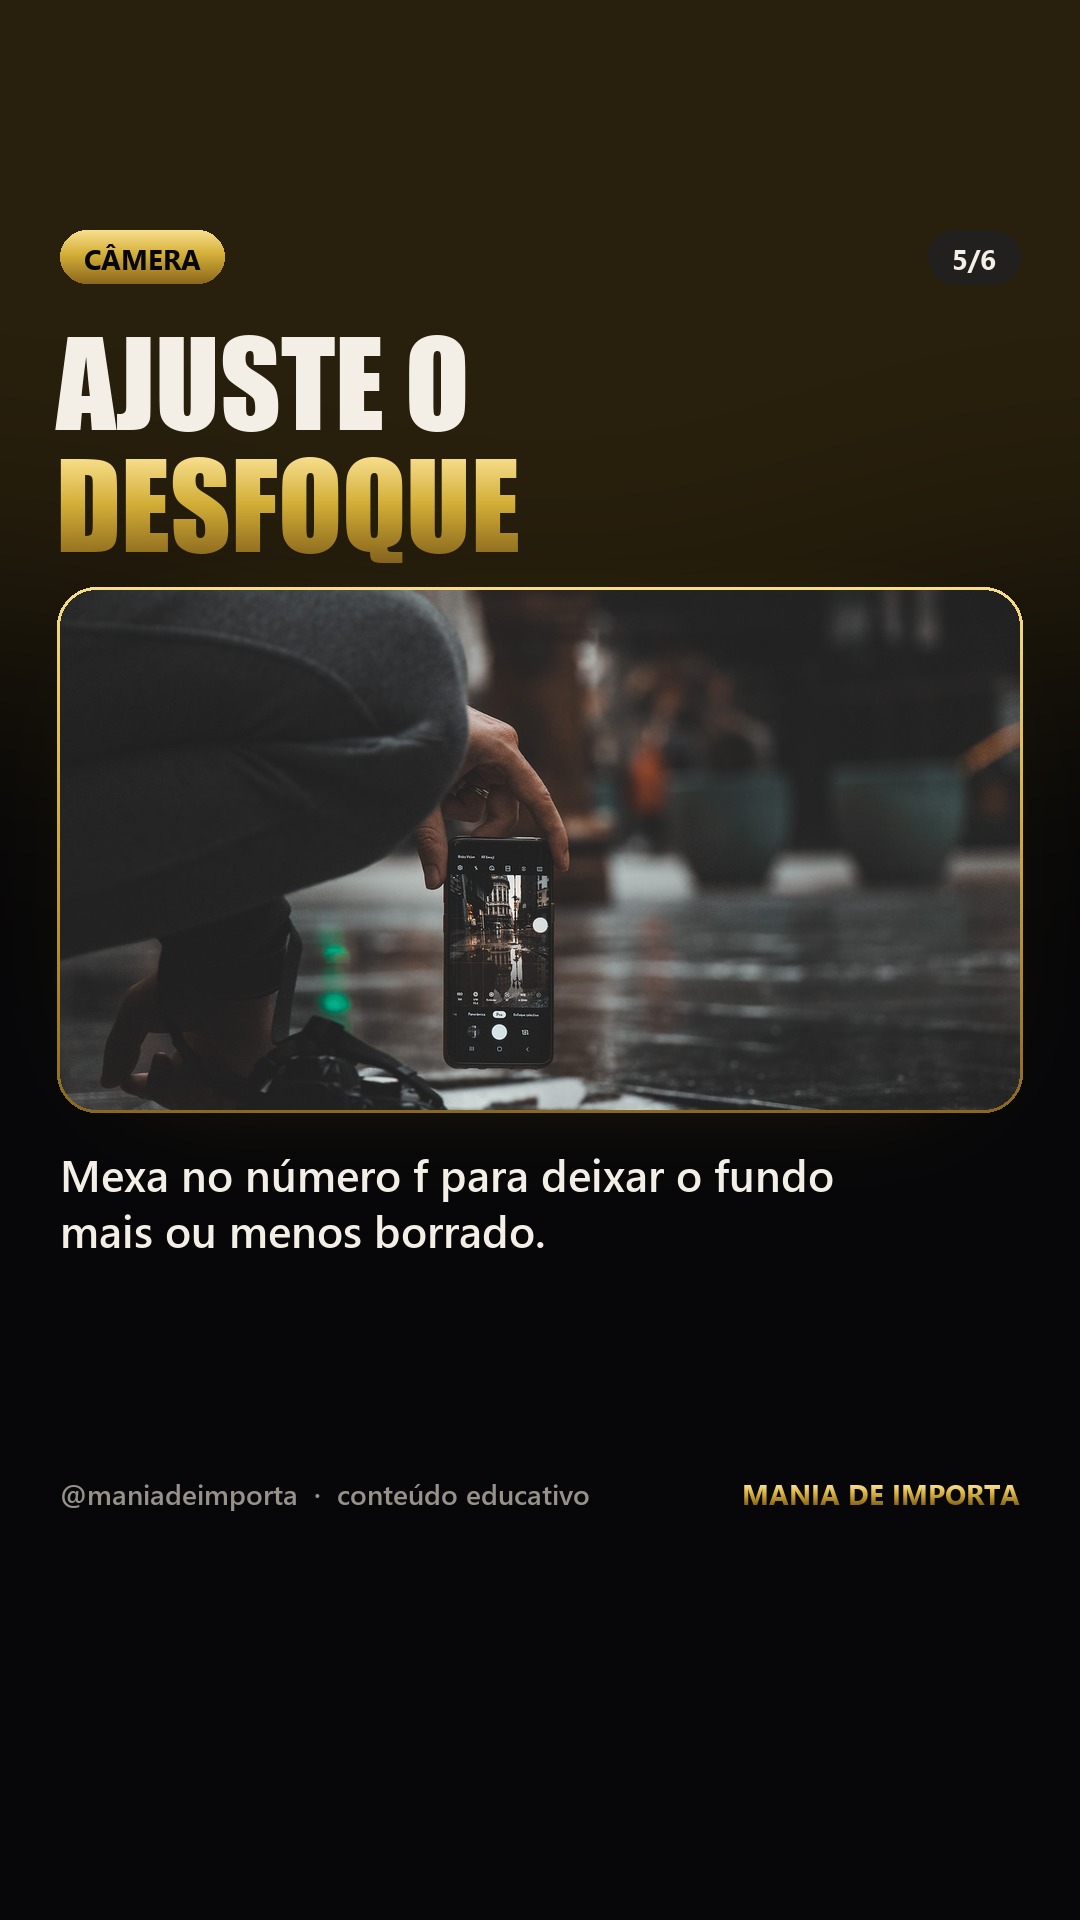 CÂMERA
5/6
AJUSTE O
DESFOQUE
Pro
Mexa no número f para deixar o fundo
mais ou menos borrado.
@maniadeimporta · conteúdo educativo
MANIA DE IMPORTA